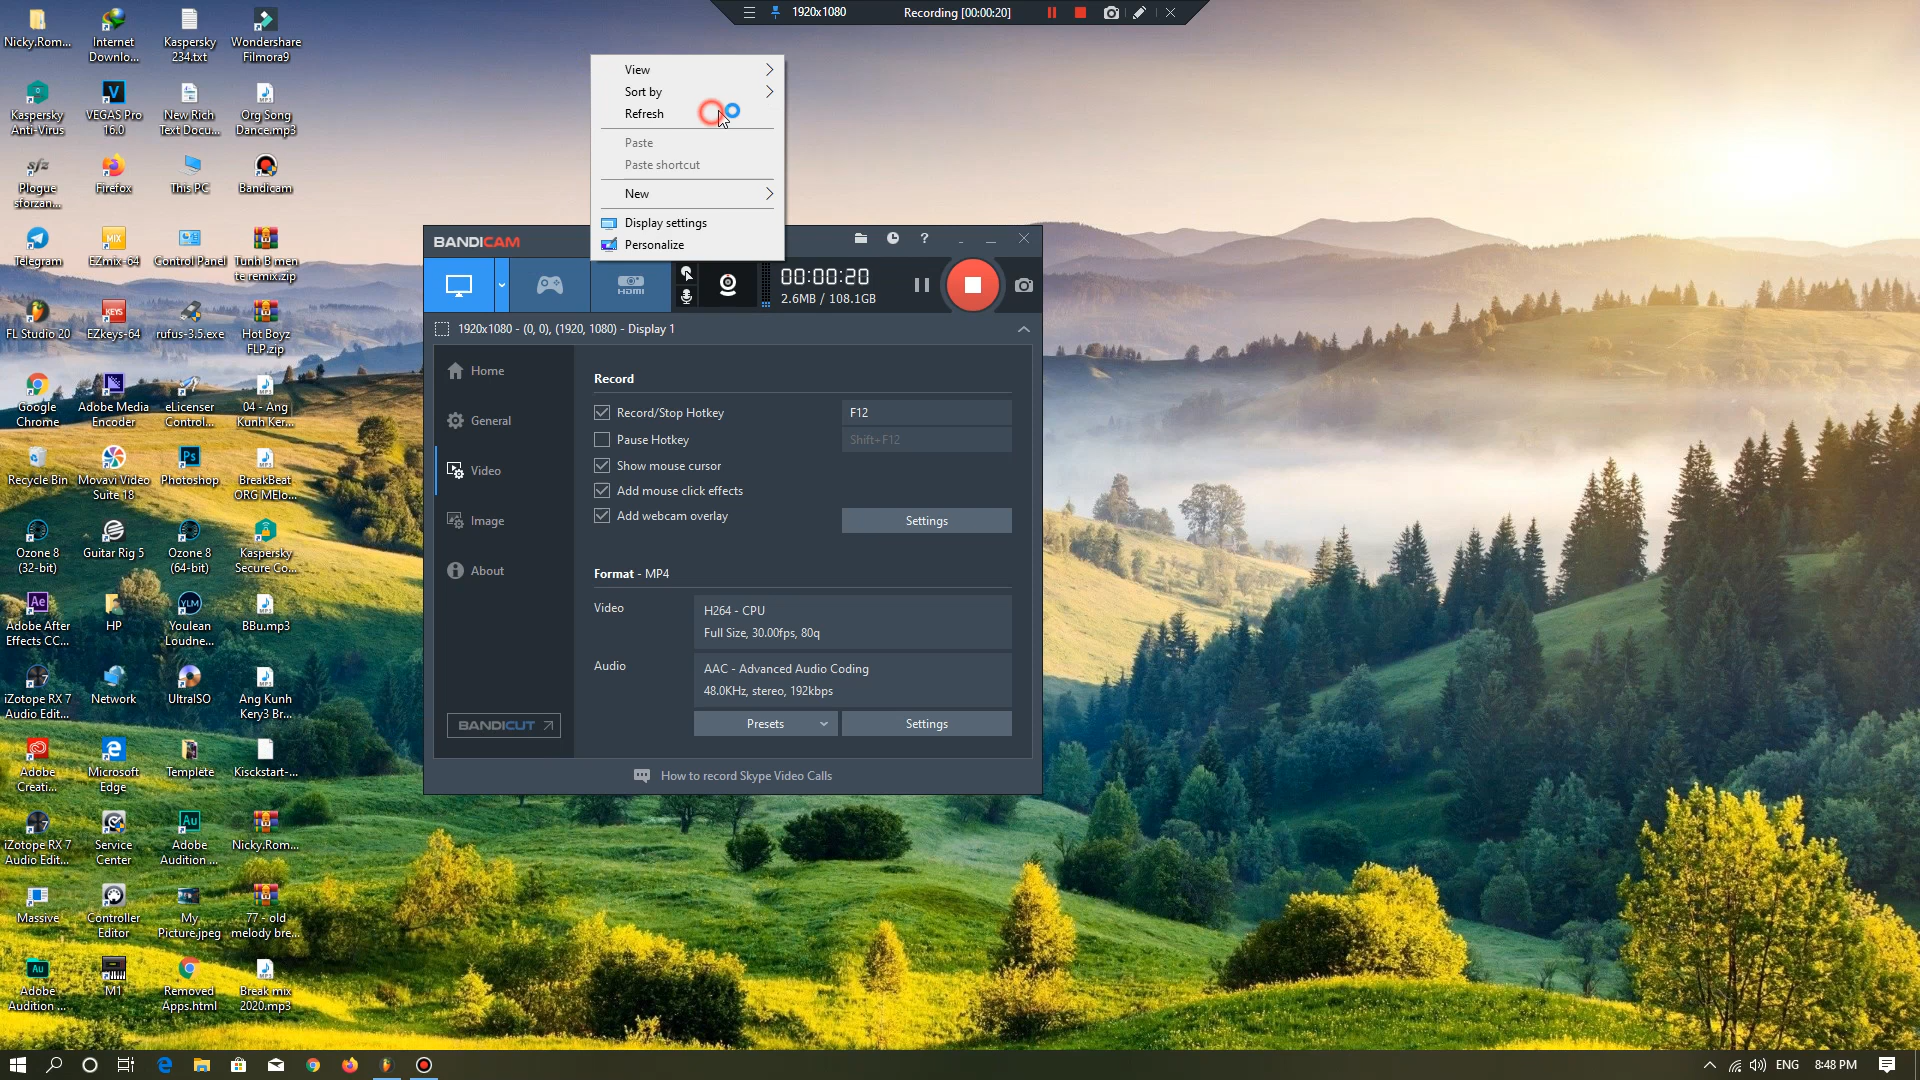 1920x1080
Recording [00:00:20]
Nicky.Rom...
Internet
Downlo...
Kaspersky
234.txt
Wondershare
Filmora9
Kaspersky
Anti-Virus
VEGAS Pro
16.0
New Rich
Text Docu...
Org Song
Dance.mp3
Plogue
sforzan...
Firefox
This PC
Bandicam
Telegram
EZmix-64
Control Panel
Tunh B men
te remix.zip
FL Studio 20
EZkeys-64
rufus-3.5.exe
Hot Boyz
FLP.zip
Google
Chrome
Adobe Media
Encoder
eLicenser
Control...
04 - Ang
Kunh Ker...
Recycle Bin
Movavi Video
Suite 18
Photoshop
BreakBeat
ORG MElo...
Ozone 8
(32-bit)
Guitar Rig 5
Ozone 8
(64-bit)
Kaspersky
Secure Co...
Adobe After
Effects CC...
HP
Youlean
Loudne...
BBu.mp3
iZotope RX 7
Audio Edit...
Network
UltraISO
Ang Kunh
Kery3 Br...
Adobe
Creati...
Microsoft
Edge
Templete
Kisckstart-...
iZotope RX 7
Audio Edit...
Service
Center
Adobe
Audition ...
Nicky.Rom...
Massive
Controller
Editor
My
Picture.jpeg
77 - old
melody bre...
Adobe
Audition ...
M1
Removed
Apps.html
Break mix
2020.mp3
View
Sort by
Refresh
Paste
Paste shortcut
New
Display settings
Personalize
BANDICAM
HDMI
00:00:20
2.6MB / 108.1GB
1920x1080 - (0, 0), (1920, 1080) - Display 1
Home
General
Video
Image
About
BANDICUT
Record
Record/Stop Hotkey
F12
Pause Hotkey
Shift+F12
Show mouse cursor
Add mouse click effects
Add webcam overlay
Settings
Format - MP4
Video
H264 - CPU
Full Size, 30.00fps, 80q
Audio
AAC - Advanced Audio Coding
48.0KHz, stereo, 192kbps
Presets
Settings
How to record Skype Video Calls
ENG
8:48 PM